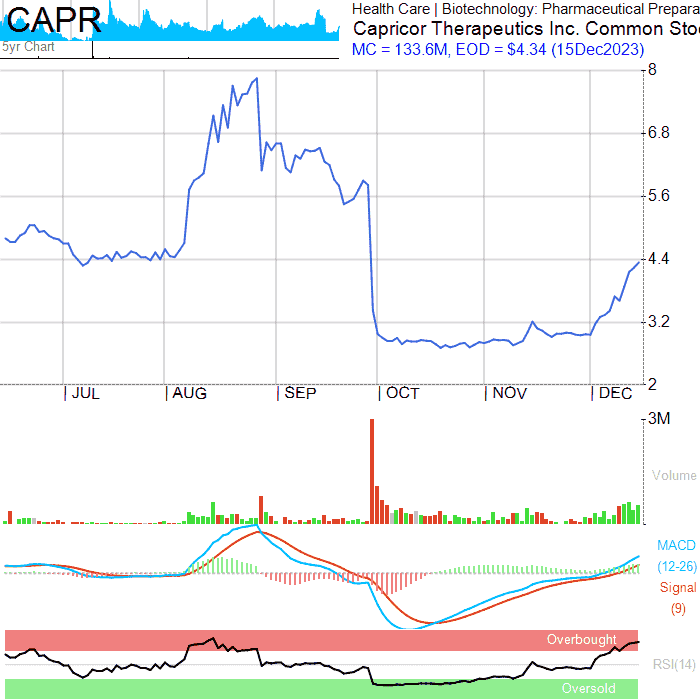 CAPR
5yr Chart
Health Care | Biotechnology: Pharmaceutical Prepara
Capricor Therapeutics Inc. Common Sto
MC = 133.6M, EOD = $4.34 (15Dec2023)
8
6.8
5.6
4.4
3.2
2
JUL AUG SEP OCT NOV DEC
3M
Volume
MACD
(12-26)
Signal
(9)
Overbought
RSI(14)
Oversold